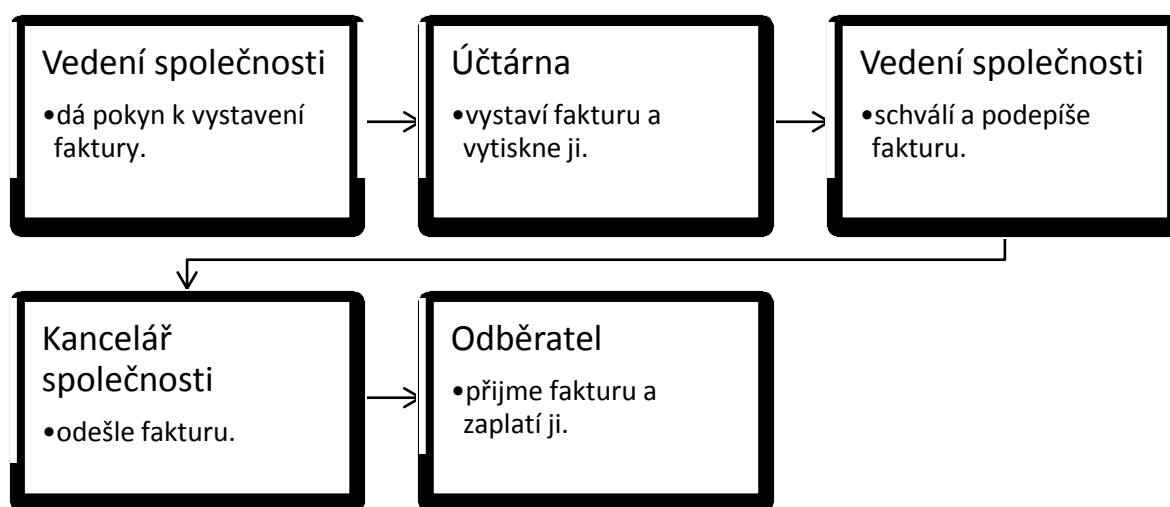 Vedení společnosti
•dá pokyn k vystavení
faktury.
Účtárna
•vystaví fakturu a
vytiskne ji.
Vedení společnosti
•schválí a podepíše
fakturu.
Kancelář
společnosti
•odešle fakturu.
Odběratel
•přijme fakturu a
zaplatí ji.